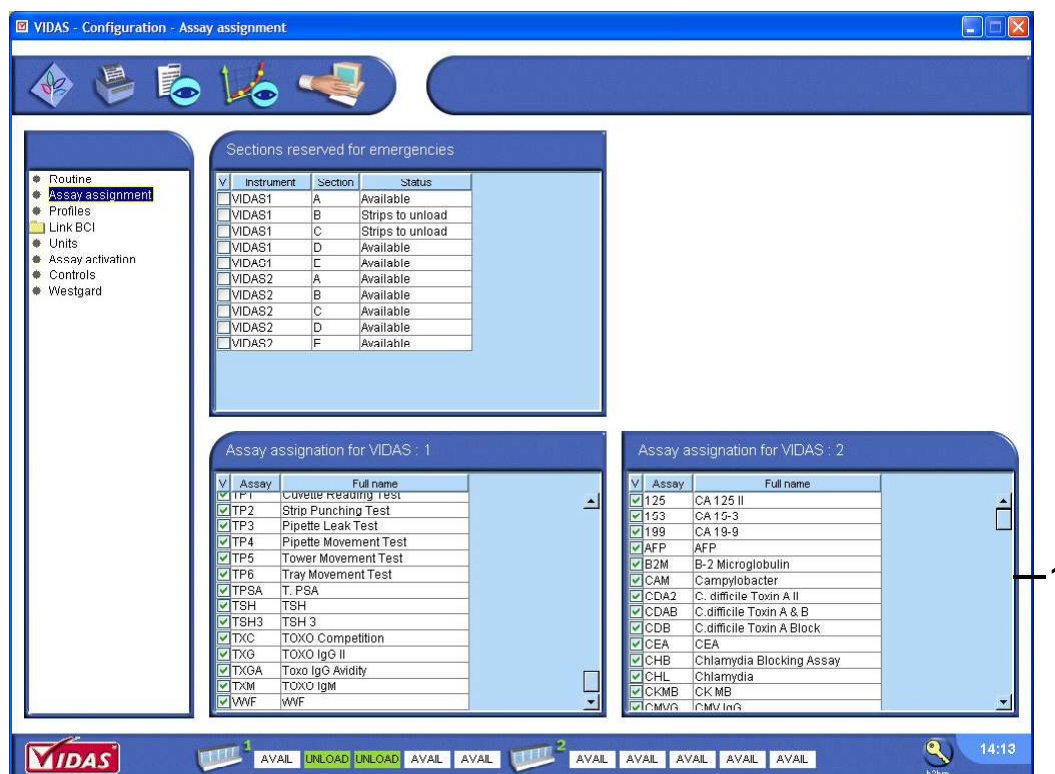 VIDAS - Configuration - Assay assignment
Sections reserved for emergencies
Routine
Assay assignment
Profiles
Link BCI
Units
Assay activation
Controls
Westgard
V Instrument Section Status
VIDAS1 A Available
VIDAS1 B Strips to unload
VIDAS1 C Strips to unload
VIDAS1 D Available
VIDAS1 E Available
VIDAS2 A Available
VIDAS2 B Available
VIDAS2 C Available
VIDAS2 D Available
VIDAS2 E Available
Assay assignation for VIDAS : 1
V Assay Full name
TP1 Cuvette Reading Test
TP2 Strip Punching Test
TP3 Pipette Leak Test
TP4 Pipette Movement Test
TP5 Tower Movement Test
TP6 Tray Movement Test
TPSA T. PSA
TSH TSH
TSH3 TSH 3
TXC TOXO Competition
TXG TOXO IgG II
TXGA Toxo IgG Avidity
TXM TOXO IgM
VWF VWF
Assay assignation for VIDAS : 2
V Assay Full name
125 CA 125 II
153 CA 15-3
199 CA 19-9
AFP AFP
B2M B-2 Microglobulin
CAM Campylobacter
CDA2 C. difficile Toxin A II
CDAB C.difficile Toxin A & B
CDB C.difficile Toxin A Block
CEA CEA
CHB Chlamydia Blocking Assay
CHL Chlamydia
CKMB CK MB
CMVG CMV IgG
1
VIDAS
1 AVAIL UNLOAD UNLOAD AVAIL AVAIL 2 AVAIL AVAIL AVAIL AVAIL AVAIL
14:13